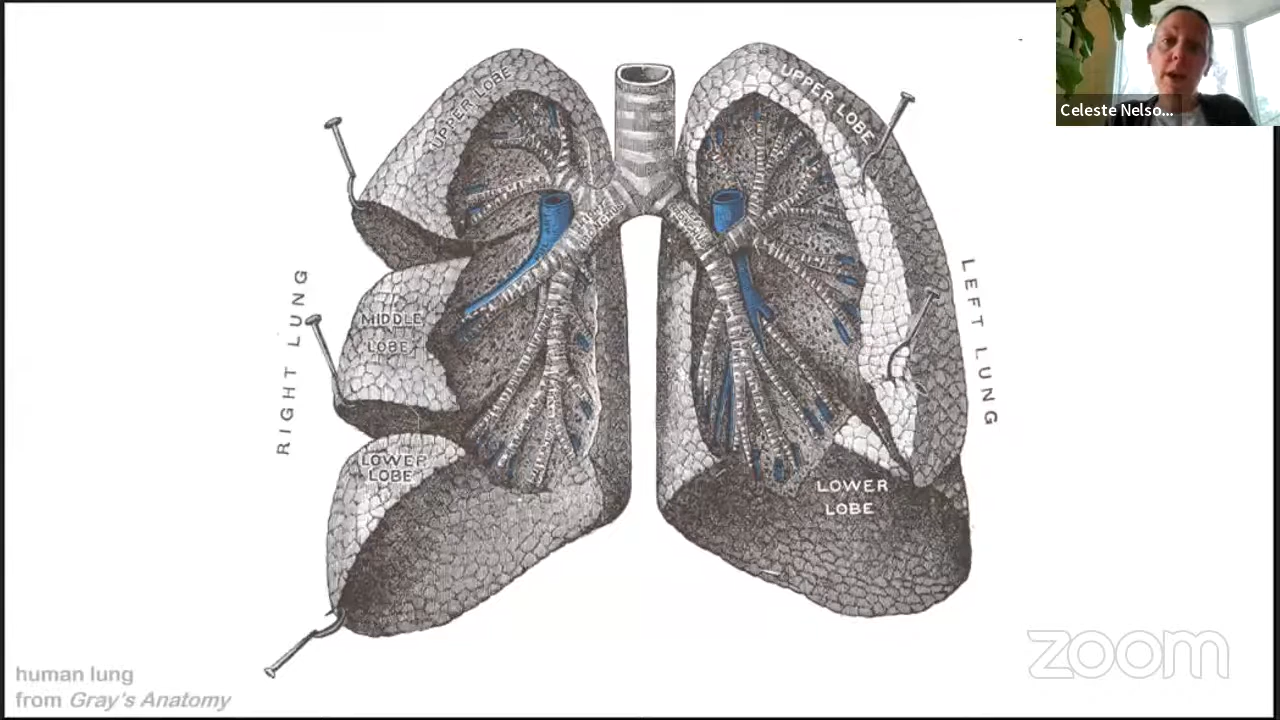 Celeste Nelso...
UPPER LOBE
UPPER LOBE
RIGHT LUNG
MIDDLE
LOBE
LEFT LUNG
LOWER
LOBE
LOWER
LOBE
zoom
human lung
from Gray's Anatomy